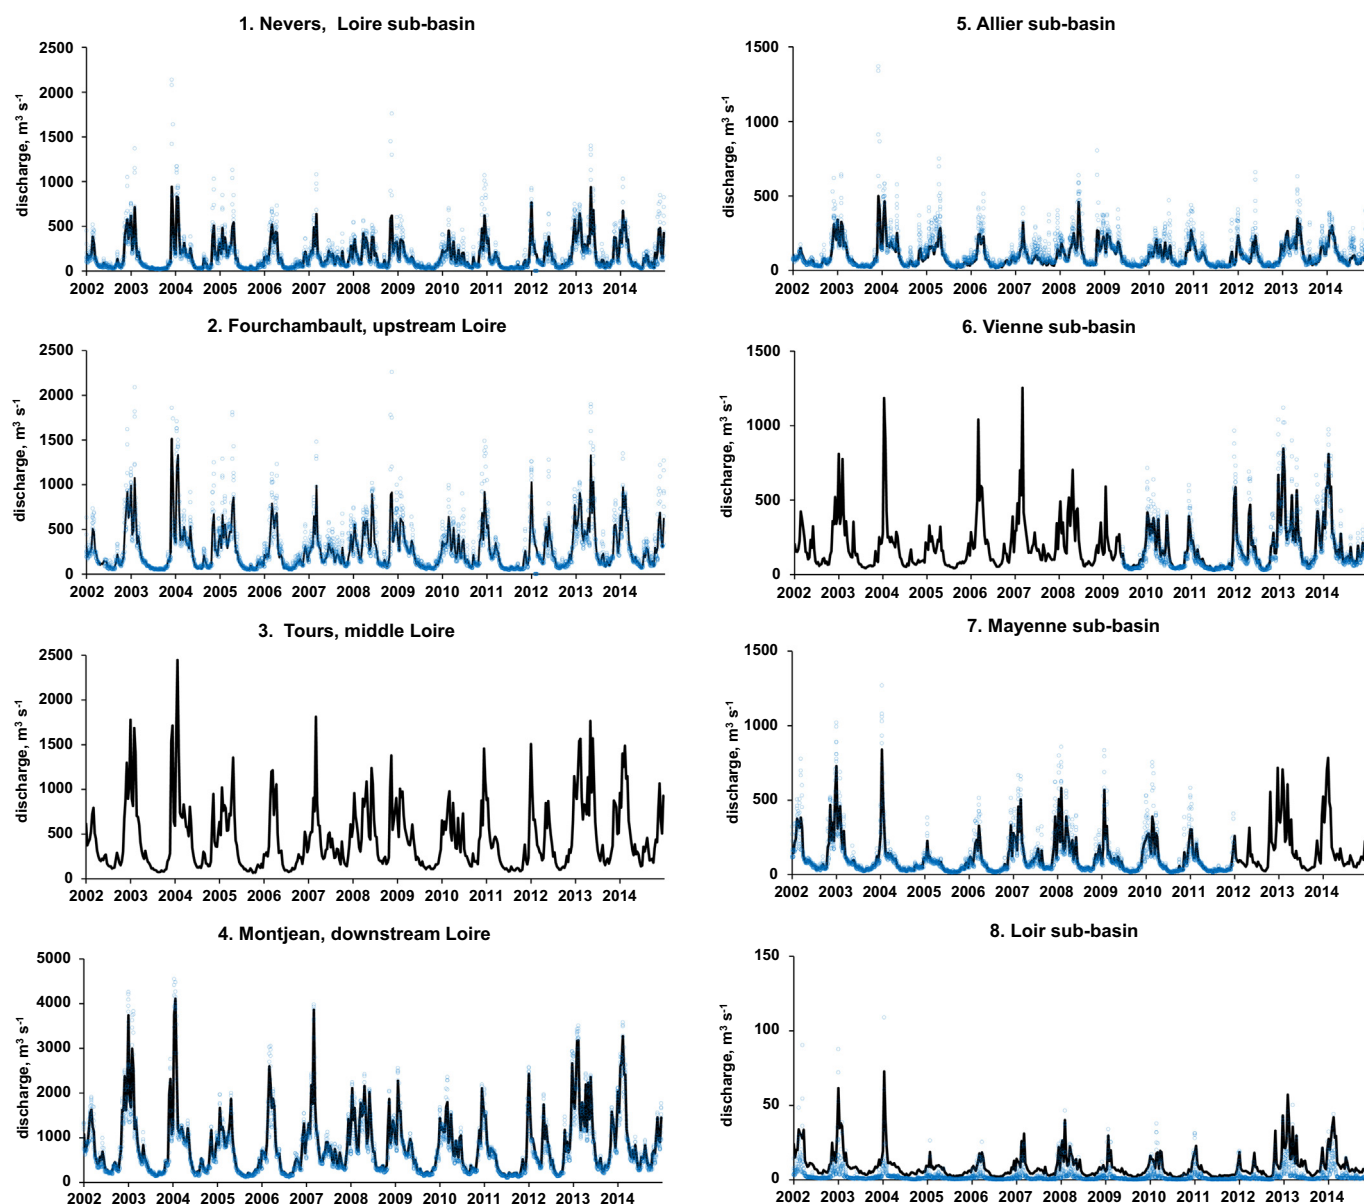 1. Nevers, Loire sub-basin
2500
2000
1500
1000
500
0
discharge, m³ s⁻¹
2002 2003 2004 2005 2006 2007 2008 2009 2010 2011 2012 2013 2014
2. Fourchambault, upstream Loire
2500
2000
1500
1000
500
0
discharge, m³ s⁻¹
2002 2003 2004 2005 2006 2007 2008 2009 2010 2011 2012 2013 2014
3. Tours, middle Loire
2500
2000
1500
1000
500
0
discharge, m³ s⁻¹
2002 2003 2004 2005 2006 2007 2008 2009 2010 2011 2012 2013 2014
4. Montjean, downstream Loire
5000
4000
3000
2000
1000
0
discharge, m³ s⁻¹
2002 2003 2004 2005 2006 2007 2008 2009 2010 2011 2012 2013 2014
5. Allier sub-basin
1500
1000
500
0
discharge, m³ s⁻¹
2002 2003 2004 2005 2006 2007 2008 2009 2010 2011 2012 2013 2014
6. Vienne sub-basin
1500
1000
500
0
discharge, m³ s⁻¹
2002 2003 2004 2005 2006 2007 2008 2009 2010 2011 2012 2013 2014
7. Mayenne sub-basin
1500
1000
500
0
discharge, m³ s⁻¹
2002 2003 2004 2005 2006 2007 2008 2009 2010 2011 2012 2013 2014
8. Loir sub-basin
150
100
50
0
discharge, m³ s⁻¹
2002 2003 2004 2005 2006 2007 2008 2009 2010 2011 2012 2013 2014